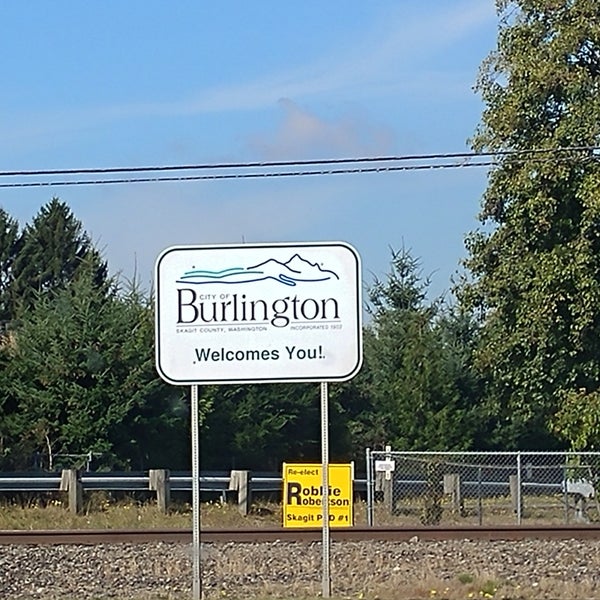 CITY OF
Burlington
SKAGIT COUNTY, WASHINGTON INCORPORATED 1902
Welcomes You!
Re-elect
Robbie
Robertson
Skagit PUD #1